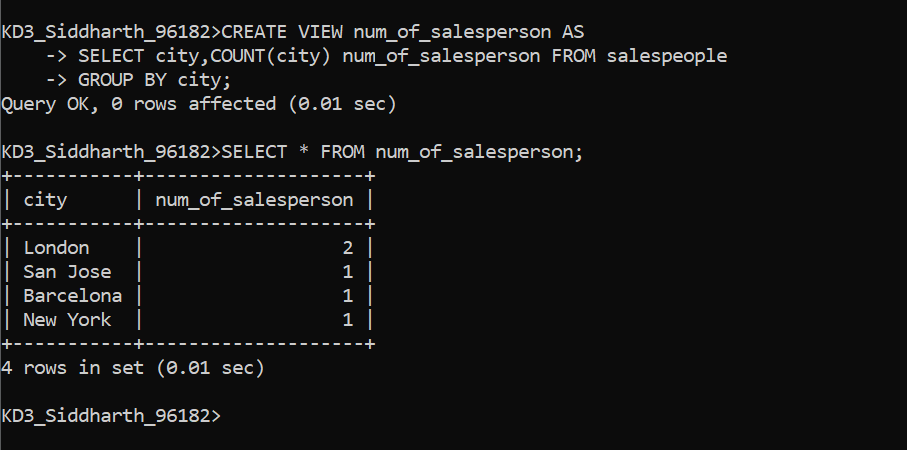 KD3_Siddharth_96182>CREATE VIEW num_of_salesperson AS
    -> SELECT city,COUNT(city) num_of_salesperson FROM salespeople
    -> GROUP BY city;
Query OK, 0 rows affected (0.01 sec)

KD3_Siddharth_96182>SELECT * FROM num_of_salesperson;
+-----------+--------------------+
| city      | num_of_salesperson |
+-----------+--------------------+
| London    |                  2 |
| San Jose  |                  1 |
| Barcelona |                  1 |
| New York  |                  1 |
+-----------+--------------------+
4 rows in set (0.01 sec)

KD3_Siddharth_96182>